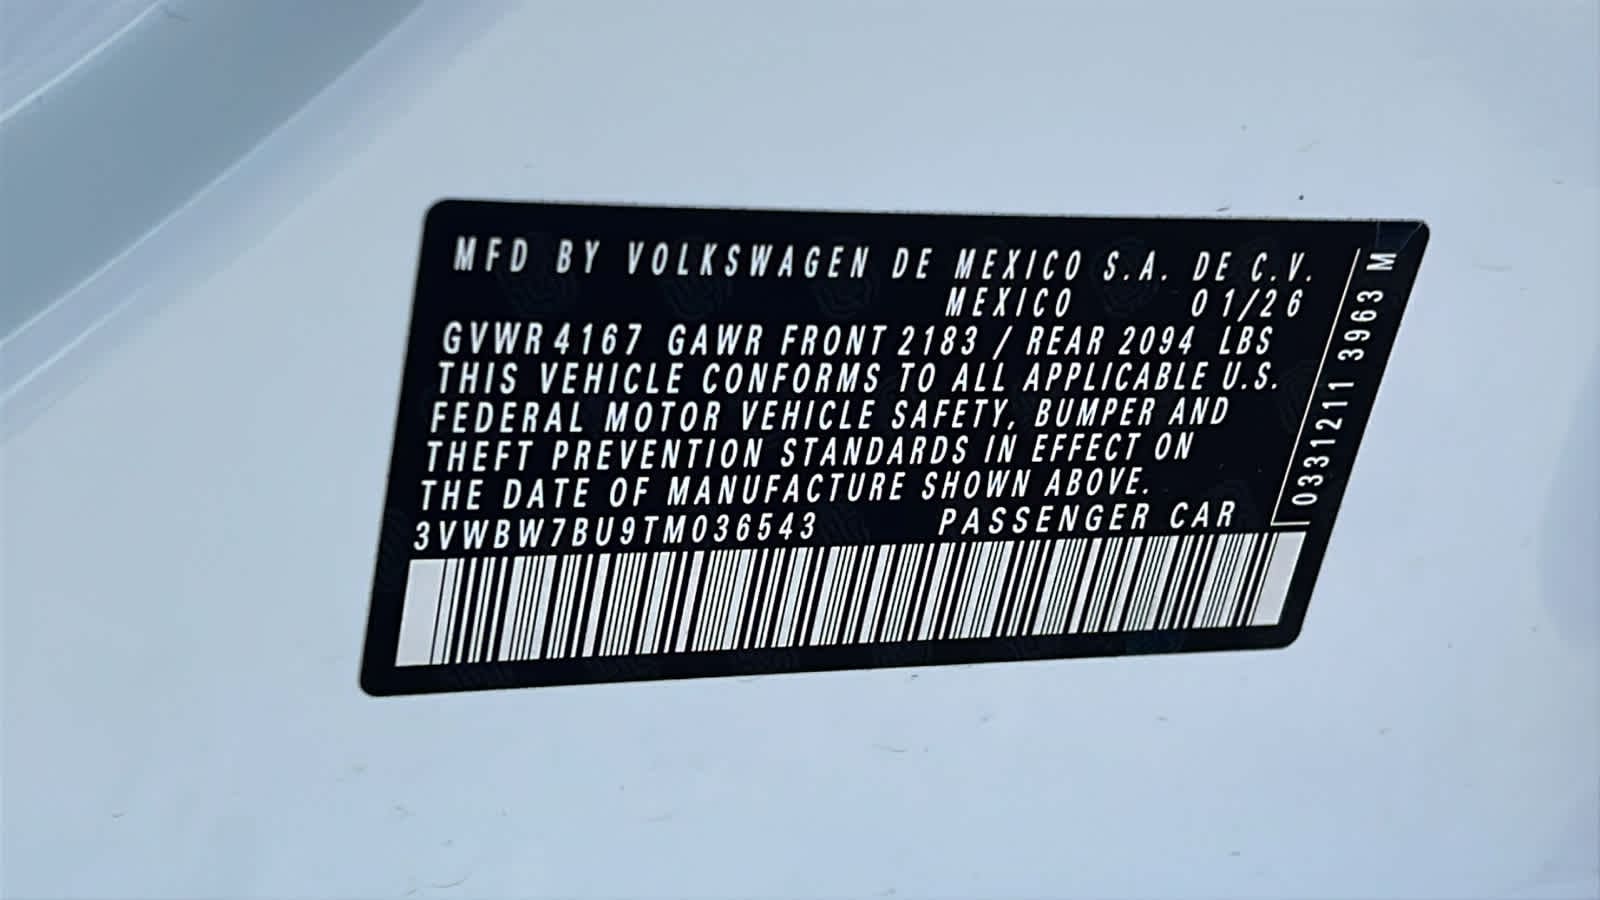 MFD BY VOLKSWAGEN DE MEXICO S.A. DE C.V.
MEXICO 01/26
GVWR 4167 GAWR FRONT 2183 / REAR 2094 LBS
THIS VEHICLE CONFORMS TO ALL APPLICABLE U.S.
FEDERAL MOTOR VEHICLE SAFETY, BUMPER AND
THEFT PREVENTION STANDARDS IN EFFECT ON
THE DATE OF MANUFACTURE SHOWN ABOVE.
3VWBW7BU9TM036543 PASSENGER CAR
0331211 3963 M